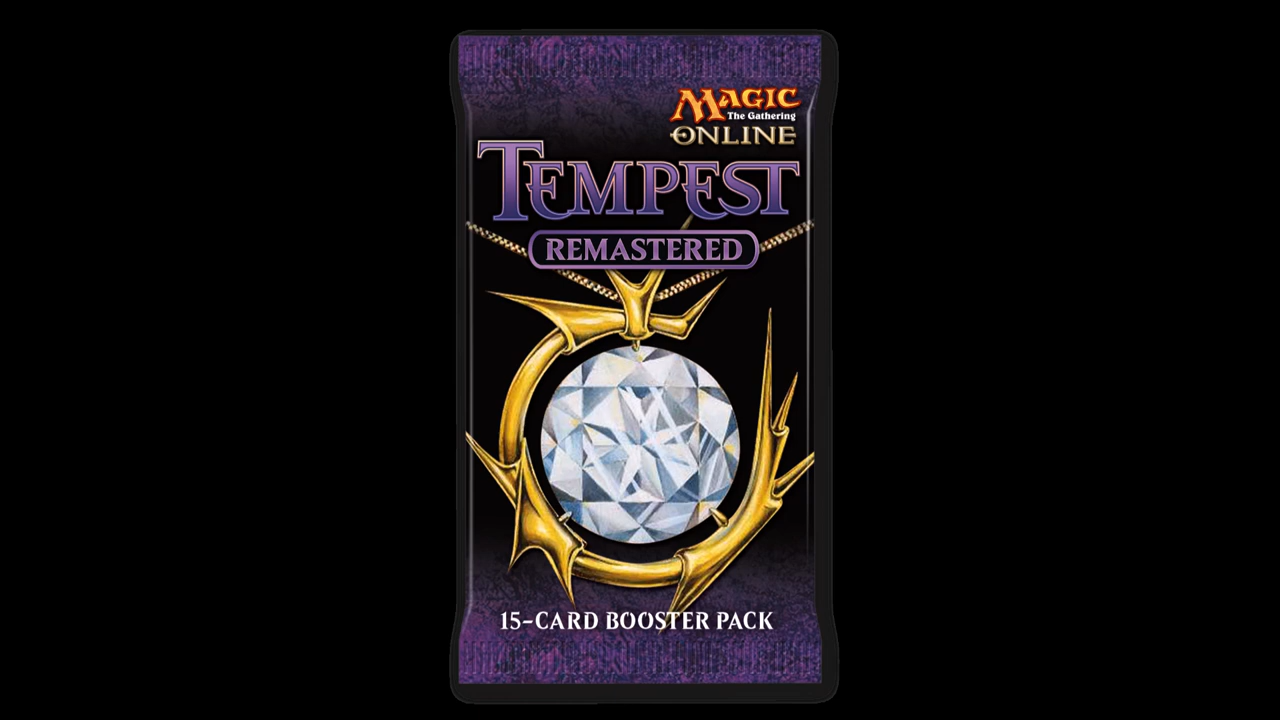 MAGIC
The Gathering
ONLINE
TEMPEST
REMASTERED
15-CARD BOOSTER PACK